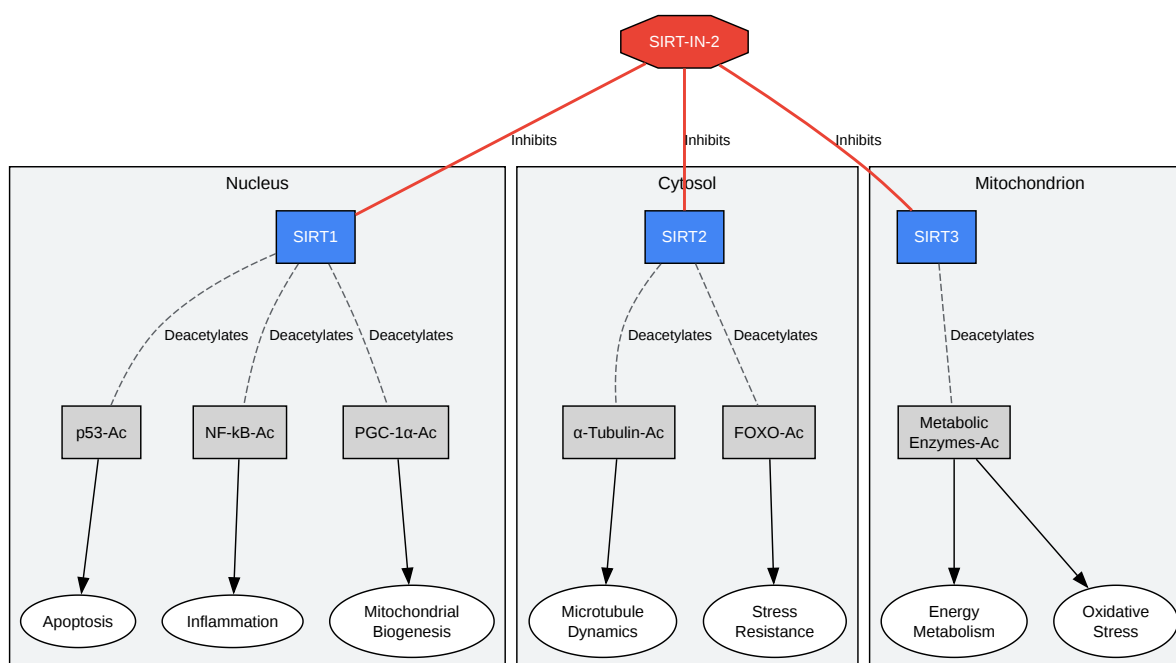 SIRT-IN-2
Inhibits
Inhibits
Inhibits
Nucleus
Cytosol
Mitochondrion
SIRT1
SIRT2
SIRT3
Deacetylates
Deacetylates
Deacetylates
Deacetylates
Deacetylates
Deacetylates
p53-Ac
NF-kB-Ac
PGC-1α-Ac
α-Tubulin-Ac
FOXO-Ac
Metabolic
Enzymes-Ac
Apoptosis
Inflammation
Mitochondrial
Biogenesis
Microtubule
Dynamics
Stress
Resistance
Energy
Metabolism
Oxidative
Stress